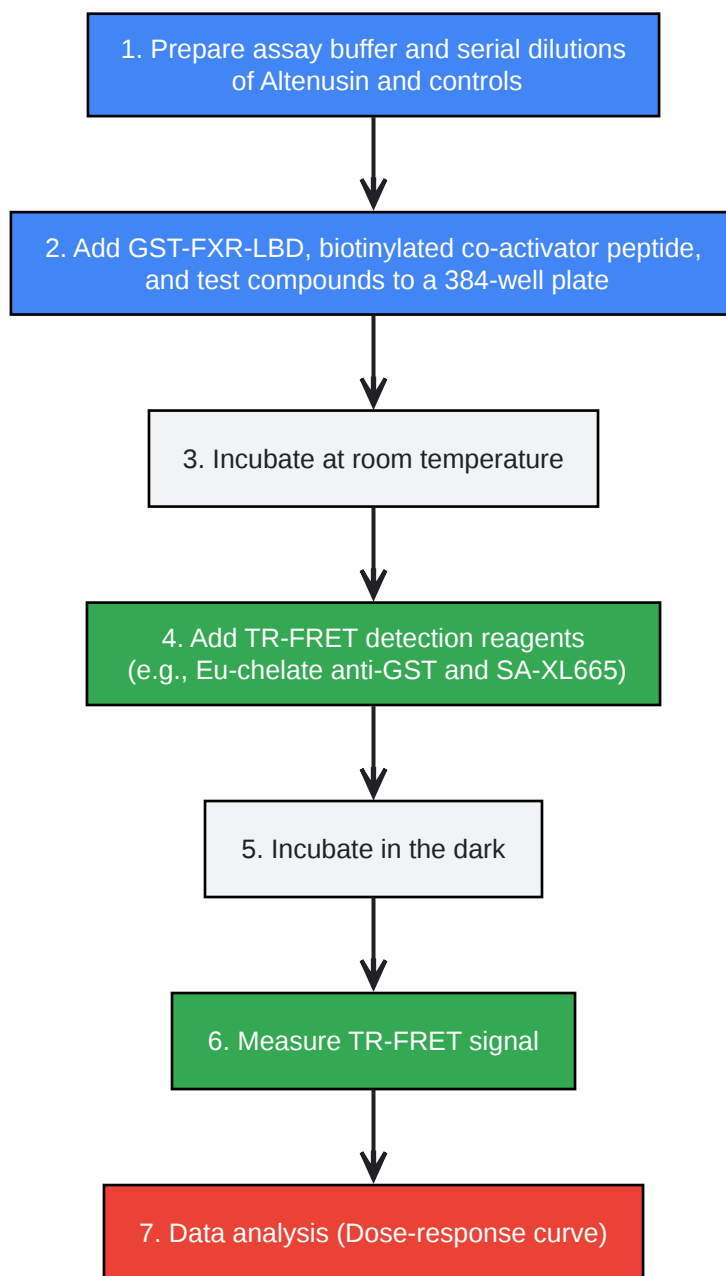 1. Prepare assay buffer and serial dilutions
of Altenusin and controls
2. Add GST-FXR-LBD, biotinylated co-activator peptide,
and test compounds to a 384-well plate
3. Incubate at room temperature
4. Add TR-FRET detection reagents
(e.g., Eu-chelate anti-GST and SA-XL665)
5. Incubate in the dark
6. Measure TR-FRET signal
7. Data analysis (Dose-response curve)